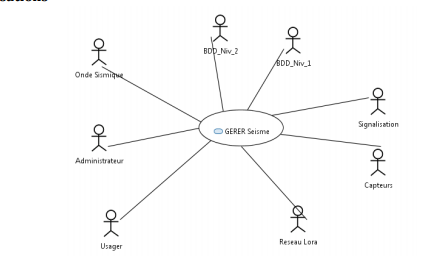 BDD_Niv_2
BDD_Niv_1
Onde Sismique
Signalisation
GERER Seisme
Administrateur
Capteurs
Usager
Reseau Lora